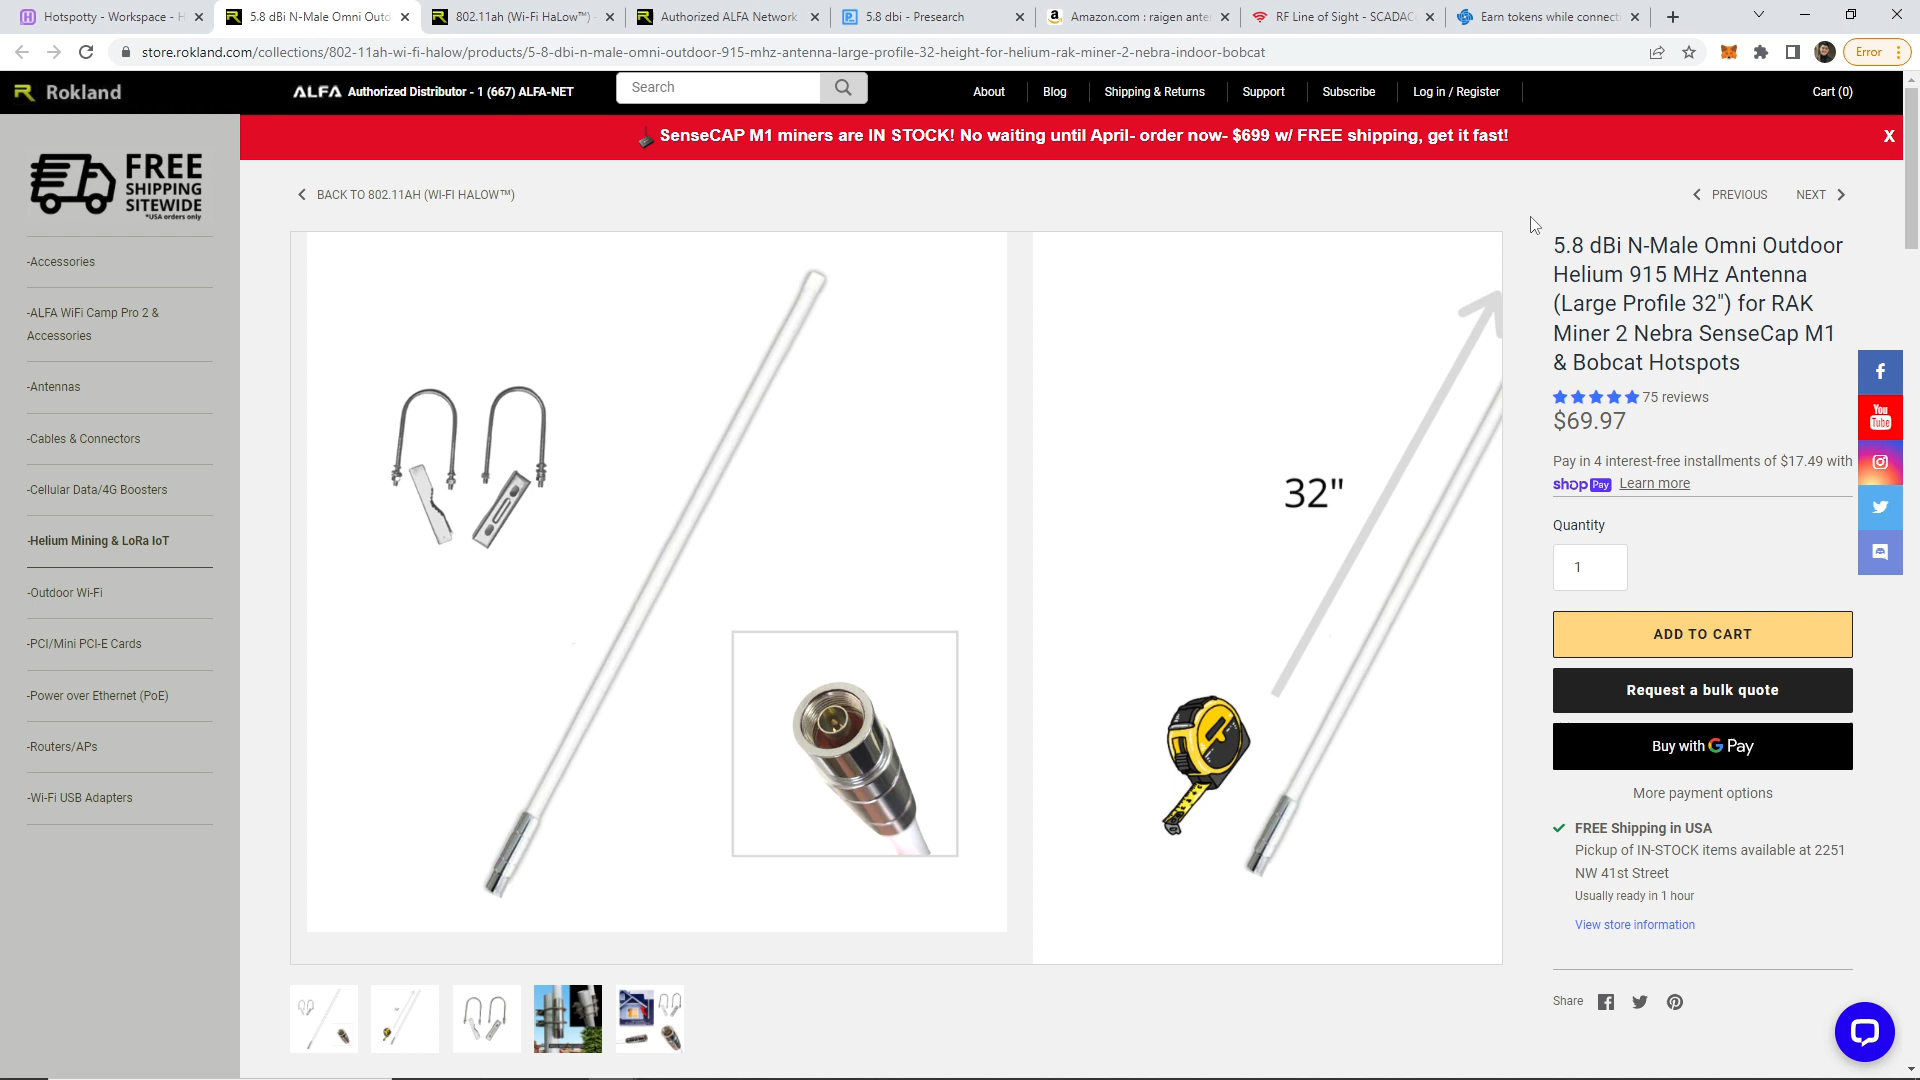 Hotspotty - Workspace - H
5.8 dBi N-Male Omni Outd
802.11ah (Wi-Fi HaLow™)
Authorized ALFA Network
5.8 dbi - Presearch
Amazon.com : raigen ante
RF Line of Sight - SCADAC
Earn tokens while connect
store.rokland.com/collections/802-11ah-wi-fi-halow/products/5-8-dbi-n-male-omni-outdoor-915-mhz-antenna-large-profile-32-height-for-helium-rak-miner-2-nebra-indoor-bobcat
Error
Rokland
ALFA Authorized Distributor - 1 (667) ALFA-NET
Search
About
Blog
Shipping & Returns
Support
Subscribe
Log in / Register
Cart (0)
SenseCAP M1 miners are IN STOCK! No waiting until April- order now- $699 w/ FREE shipping, get it fast!
X
FREE
SHIPPING
SITEWIDE
*USA orders only
-Accessories
-ALFA WiFi Camp Pro 2 &
Accessories
-Antennas
-Cables & Connectors
-Cellular Data/4G Boosters
-Helium Mining & LoRa IoT
-Outdoor Wi-Fi
-PCI/Mini PCI-E Cards
-Power over Ethernet (PoE)
-Routers/APs
-Wi-Fi USB Adapters
BACK TO 802.11AH (WI-FI HALOW™)
PREVIOUS
NEXT
32"
5.8 dBi N-Male Omni Outdoor
Helium 915 MHz Antenna
(Large Profile 32") for RAK
Miner 2 Nebra SenseCap M1
& Bobcat Hotspots
75 reviews
$69.97
Pay in 4 interest-free installments of $17.49 with
shop Pay Learn more
Quantity
1
ADD TO CART
Request a bulk quote
Buy with G Pay
More payment options
FREE Shipping in USA
Pickup of IN-STOCK items available at 2251
NW 41st Street
Usually ready in 1 hour
View store information
Share
You
Tube